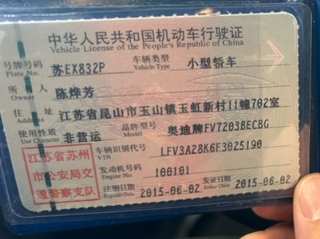 中华人民共和国机动车行驶证
Vehicle License of the People's Republic of China
号牌号码 苏EX832P 车辆类型 小型轿车
Plate No. Vehicle Type
所有人 陈烨芳
Owner
住址 江苏省昆山市玉山镇玉虹新村11幢702室
Address
使用性质 非营运 品牌型号 奥迪牌FV7203BECBG
Use Character Model
江苏省苏州市公安局交通警察支队
车辆识别代号 LFV3A28K6F3025190
VIN
发动机号码 100101
Engine No.
注册日期 2015-06-02 发证日期 2015-06-02
Register Date Issue Date